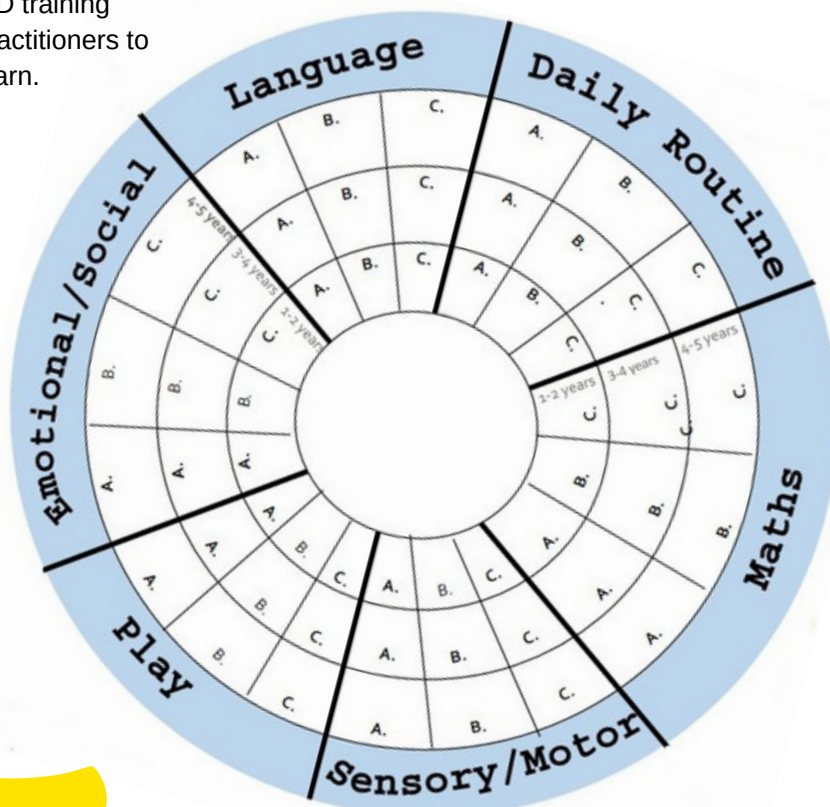 D training
actitioners to
arn.
Language
A. B. C.
A. B. C.
A. B. C.
Daily Routine
A. B. C.
A. B. C.
A. B. C.
Maths
1-2 years 3-4 years 4-5 years
C. C. C. C.
B. B. B.
A. A. A.
Sensory/Motor
A. B. C.
A. B. C.
A. B. C.
Play
A. A. A.
B. B. B.
C. C. C.
Emotional/Social
4-5 years 3-4 years 1-2 years
C. C. C.
B. B. B.
A. A. A.